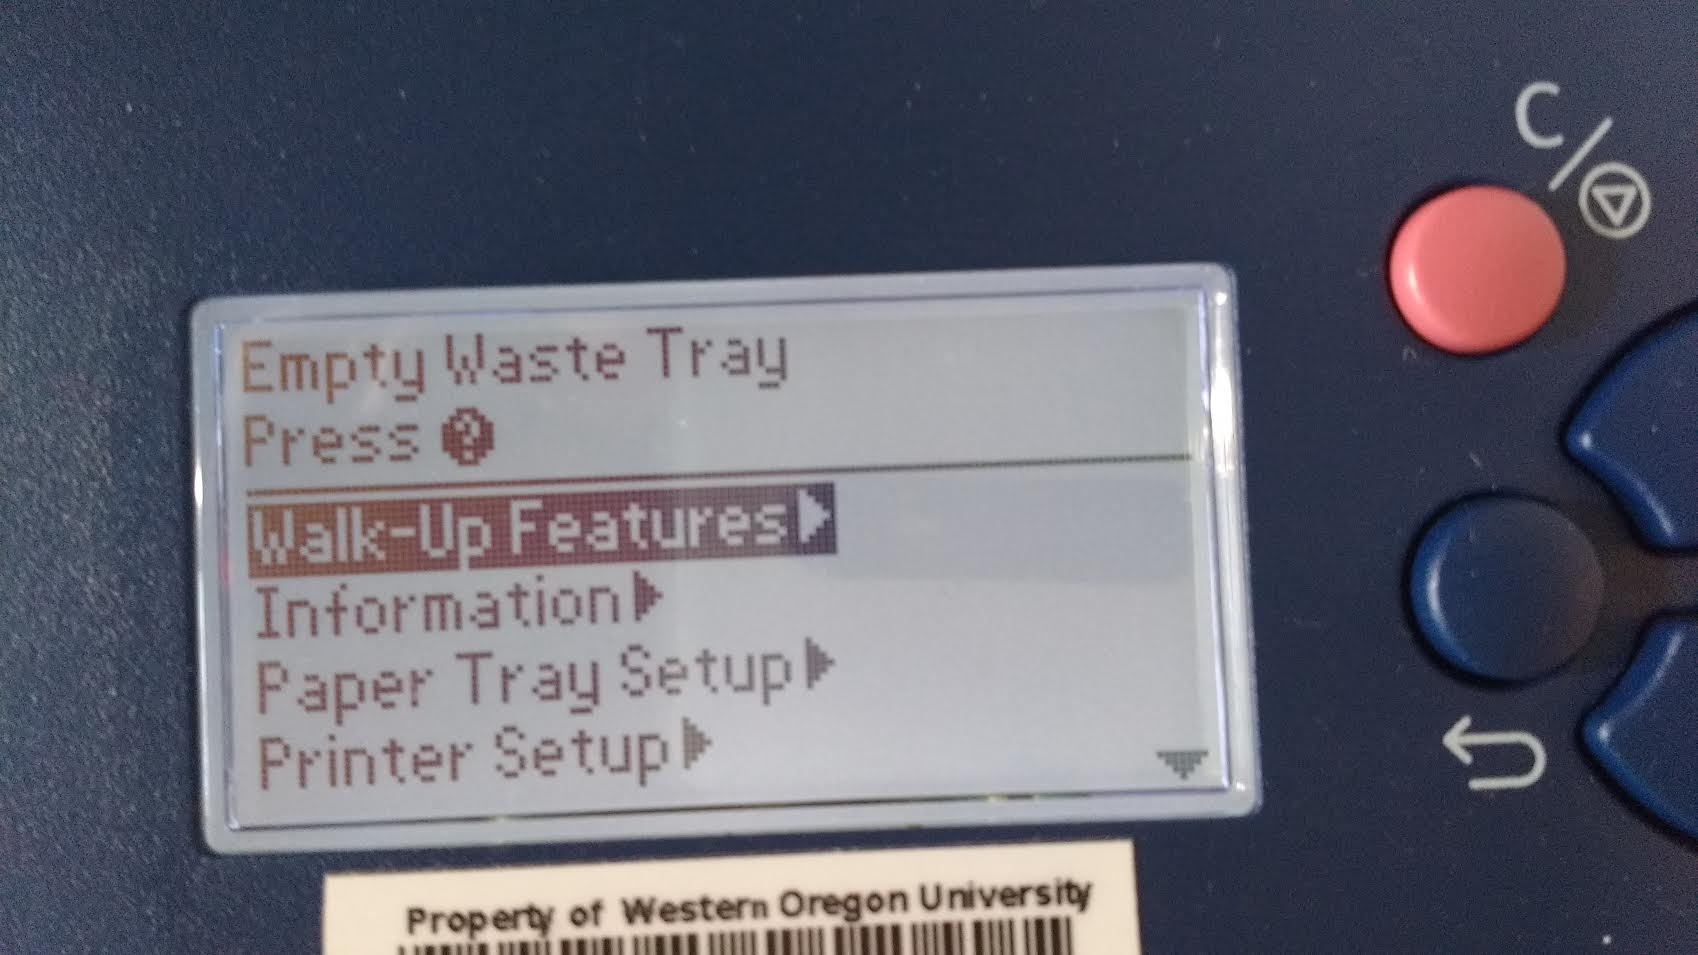 C/
Empty Waste Tray
Press ?
Walk-Up Features
Information
Paper Tray Setup
Printer Setup
Property of Western Oregon University